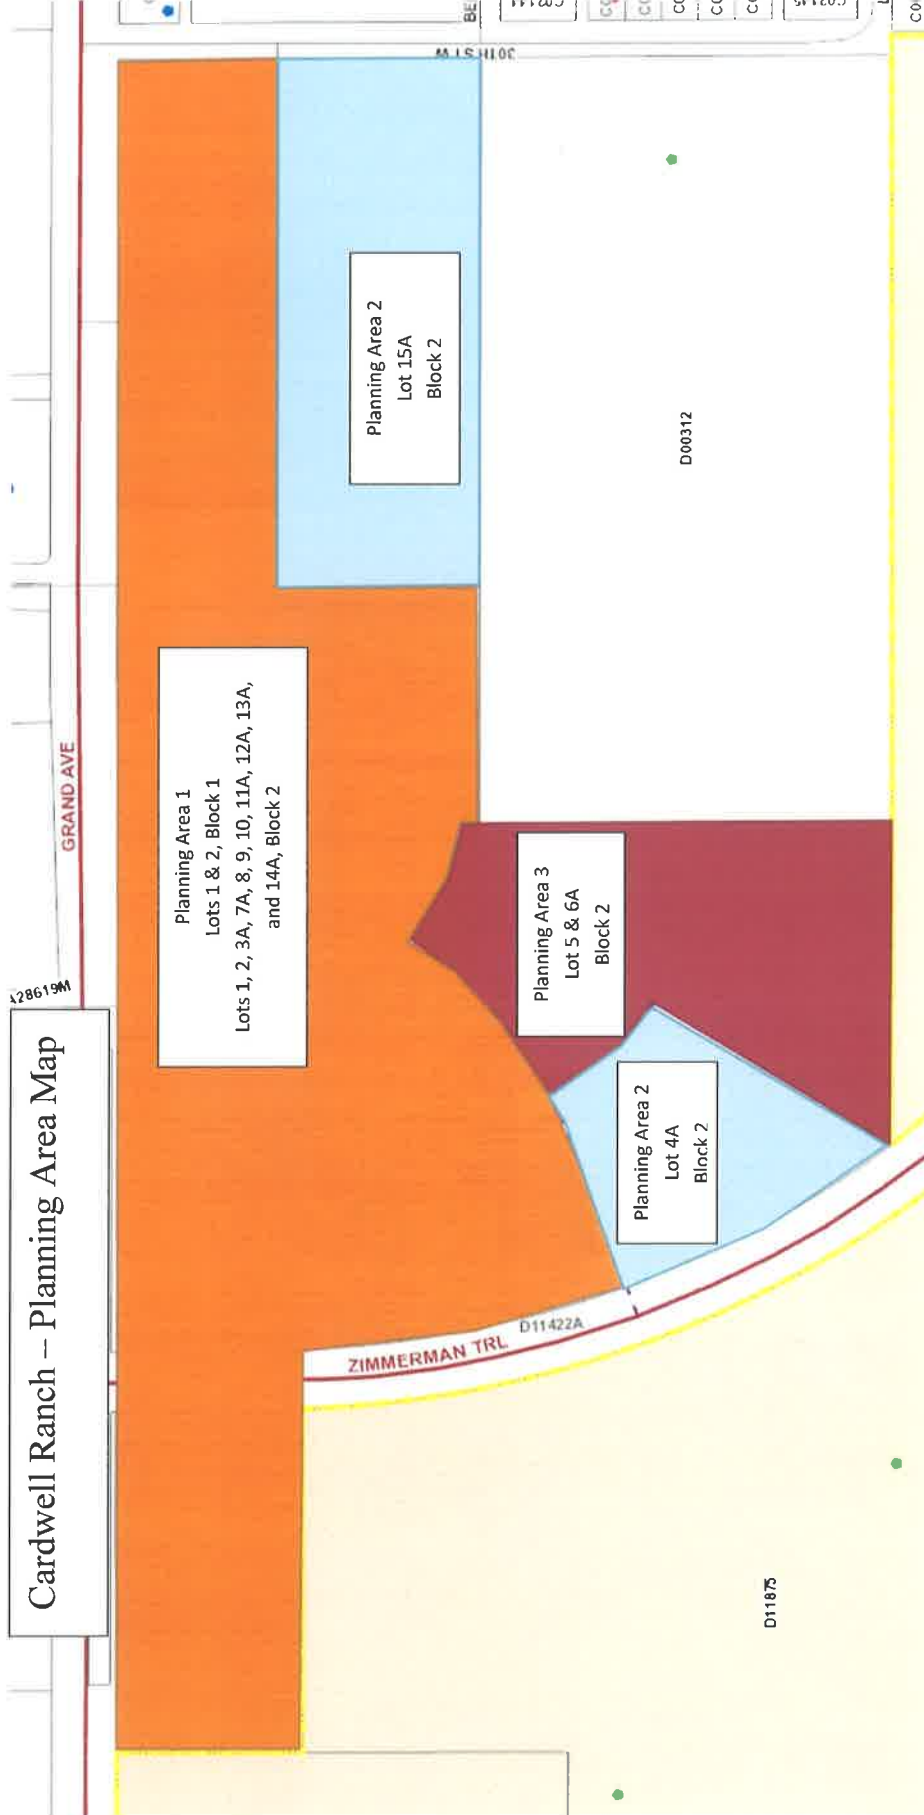 Cardwell Ranch – Planning Area Map
A28619M
GRAND AVE
30TH ST W
Planning Area 1
Lots 1 & 2, Block 1
Lots 1, 2, 3A, 7A, 8, 9, 10, 11A, 12A, 13A,
and 14A, Block 2
Planning Area 2
Lot 15A
Block 2
Planning Area 3
Lot 5 & 6A
Block 2
Planning Area 2
Lot 4A
Block 2
ZIMMERMAN TRL
D11422A
D00312
D11875
BE